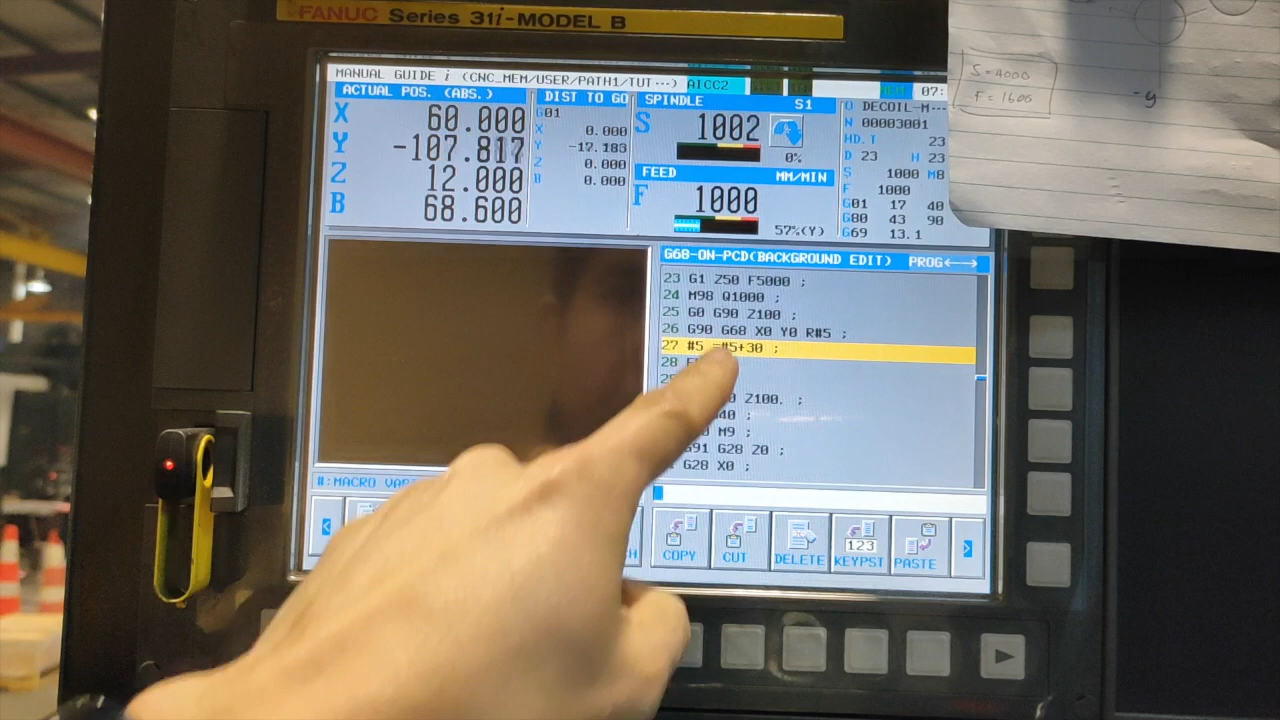 FANUC Series 31i-MODEL B
MANUAL GUIDE i (CNC_MEM/USER/PATH1/TUT···)
AICC2
07:
ACTUAL POS. (ABS.)
X 60.000
Y -107.817
Z 12.000
B 68.600
DIST TO GO
G01
X 0.000
Y -17.183
Z 0.000
B 0.000
SPINDLE S1
S 1002
0%
FEED MM/MIN
F 1000
57%(Y)
O DECOIL-M---
N 00003001
HD.T 23
D 23 H 23
S 1000 M8
F 1000
G01 17 40
G80 43 90
G69 13.1
S=4000
F=1600
-y
G68-ON-PCD(BACKGROUND EDIT) PROG←→
23 G1 Z50 F5000 ;
24 M98 Q1000 ;
25 G0 G90 Z100 ;
26 G90 G68 X0 Y0 R#5 ;
27 #5 =#5+30 ;
28
Z100. ;
40 ;
M9 ;
G91 G28 Z0 ;
G28 X0 ;
#:MACRO
COPY
CUT
DELETE
123
KEYPST
PASTE